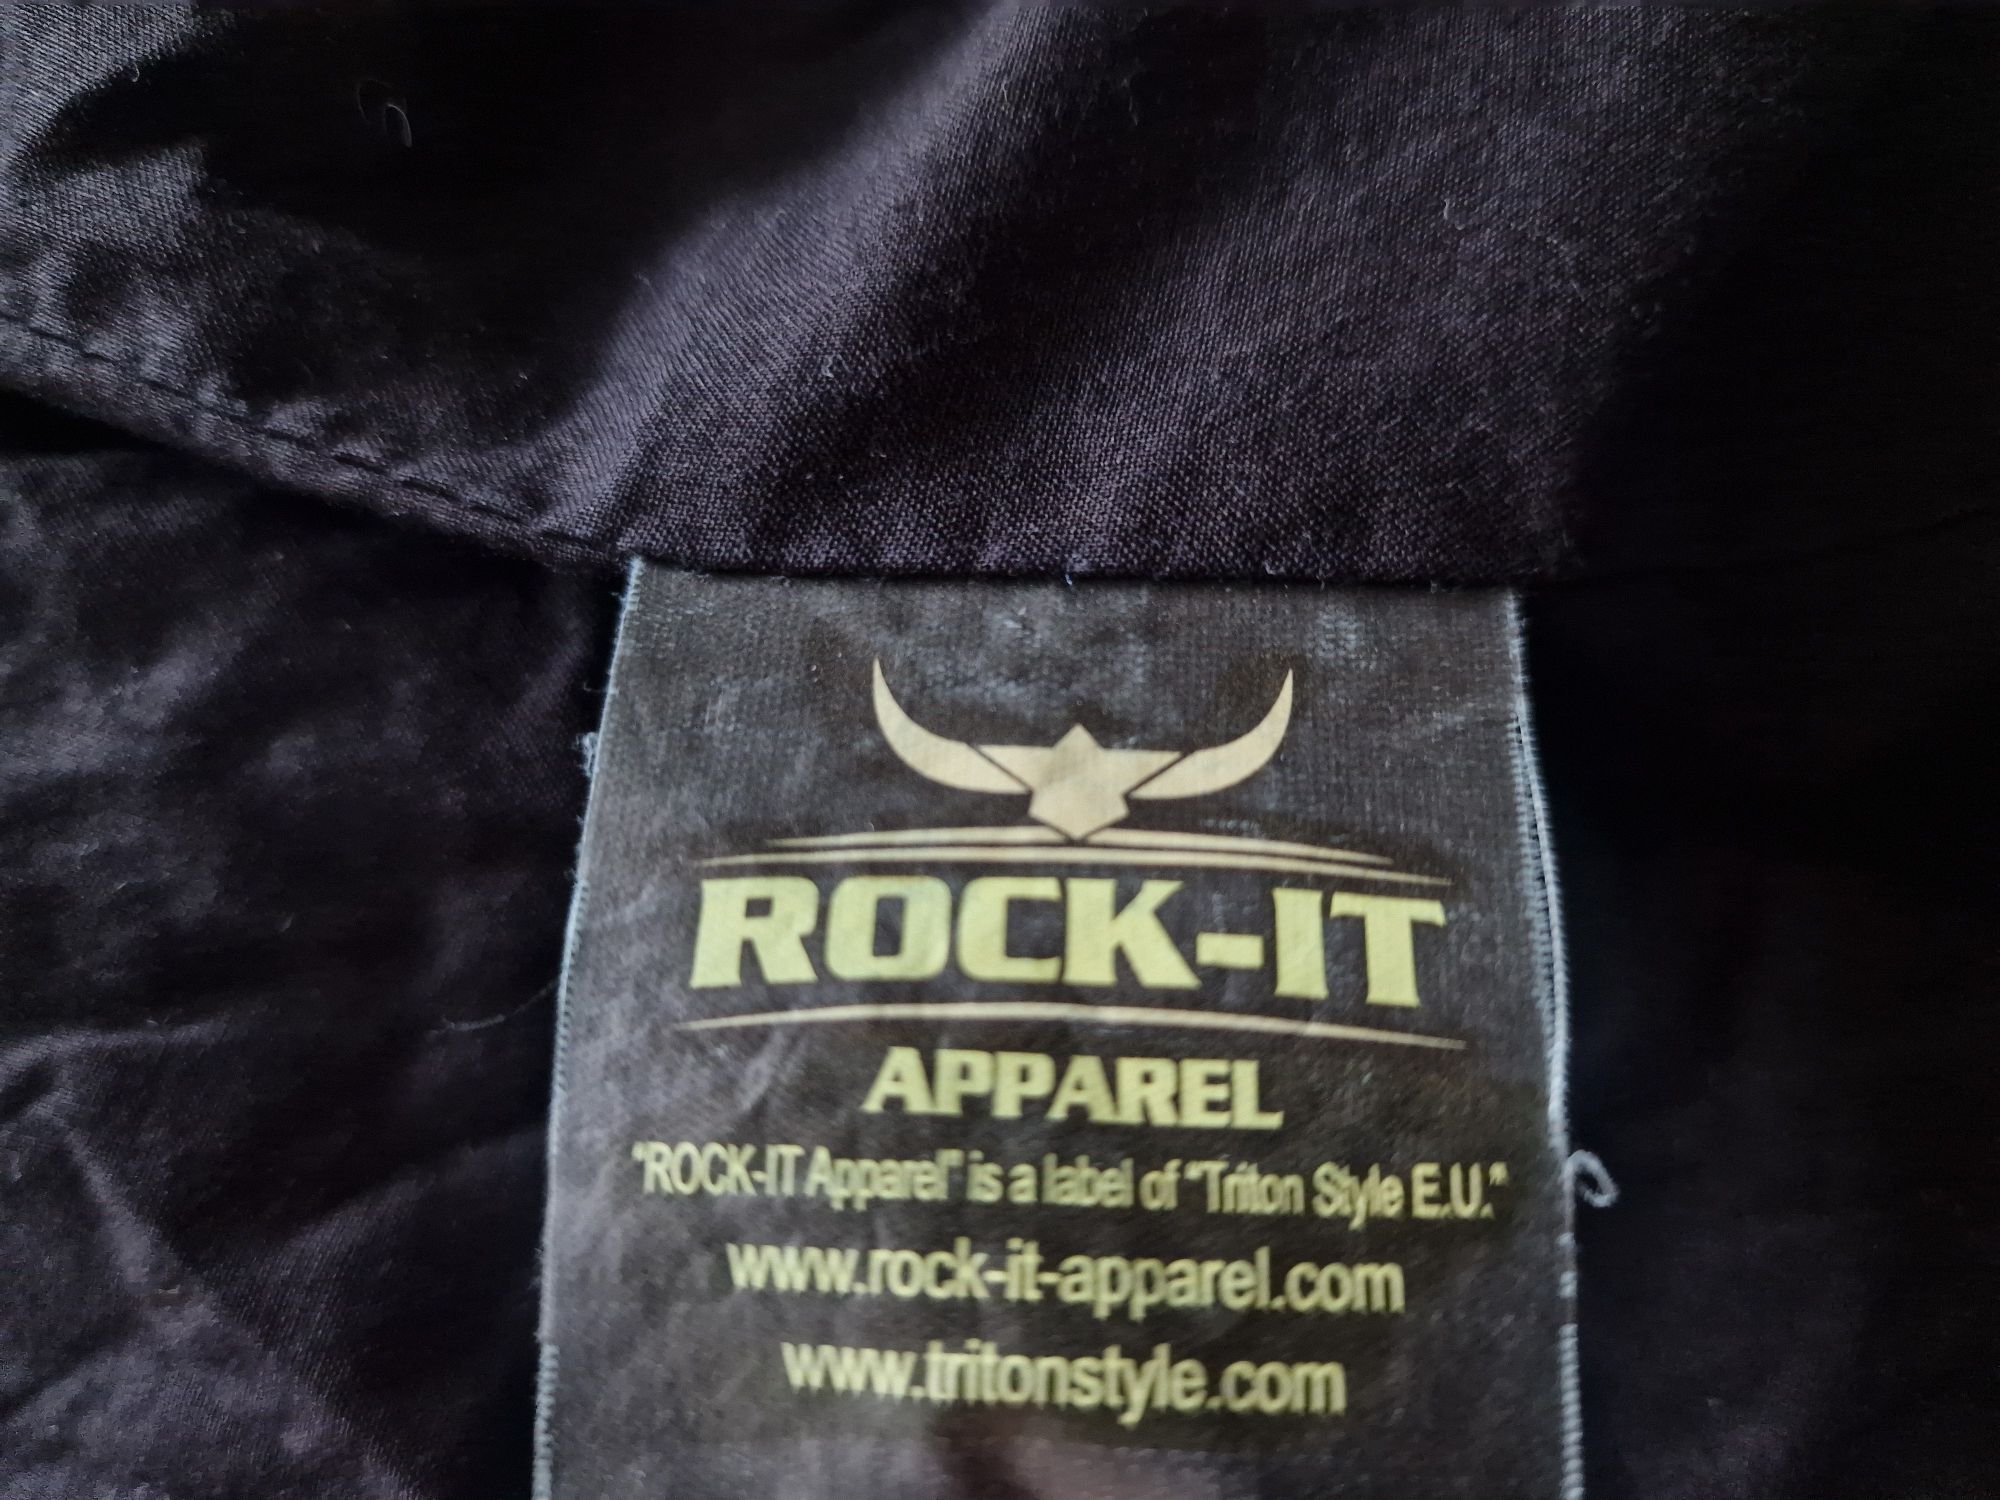 ROCK-IT
APPAREL
"ROCK-IT Apparel" is a label of "Triton Style E.U."
www.rock-it-apparel.com
www.tritonstyle.com